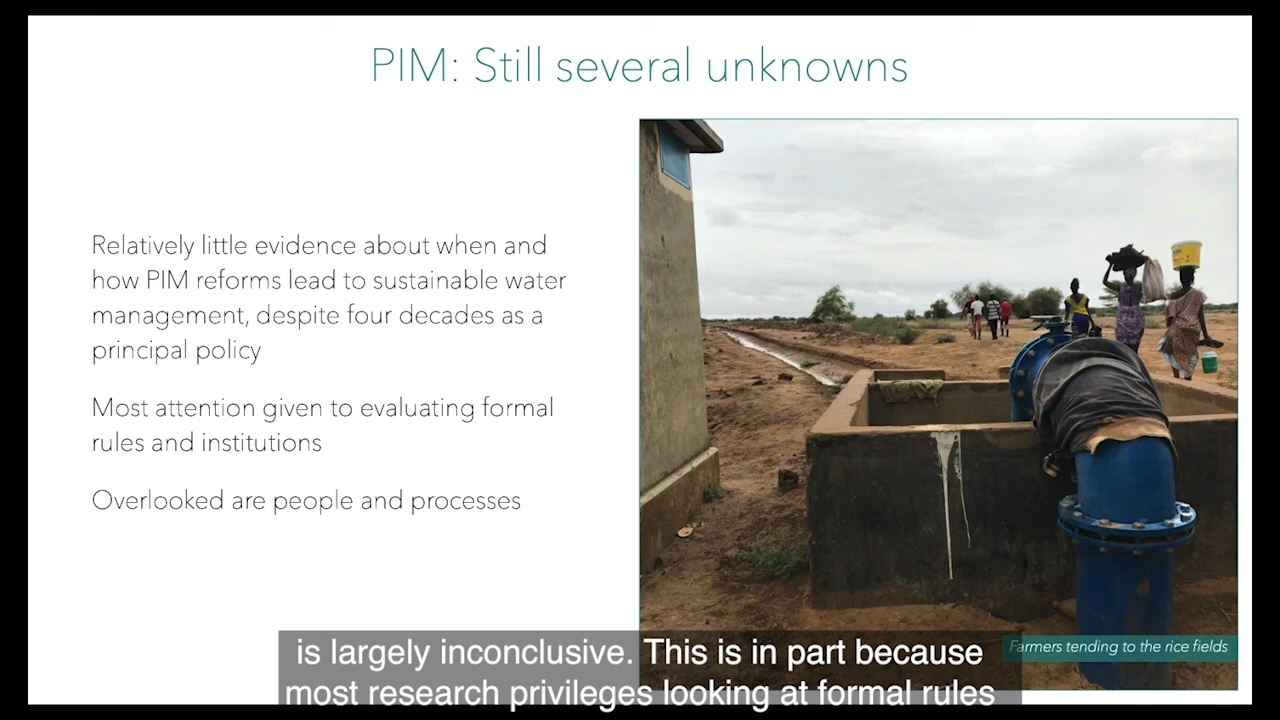 PIM: Still several unknowns
Relatively little evidence about when and
how PIM reforms lead to sustainable water
management, despite four decades as a
principal policy
Most attention given to evaluating formal
rules and institutions
Overlooked are people and processes
Farmers tending to the rice fields
is largely inconclusive. This is in part because
most research privileges looking at formal rules